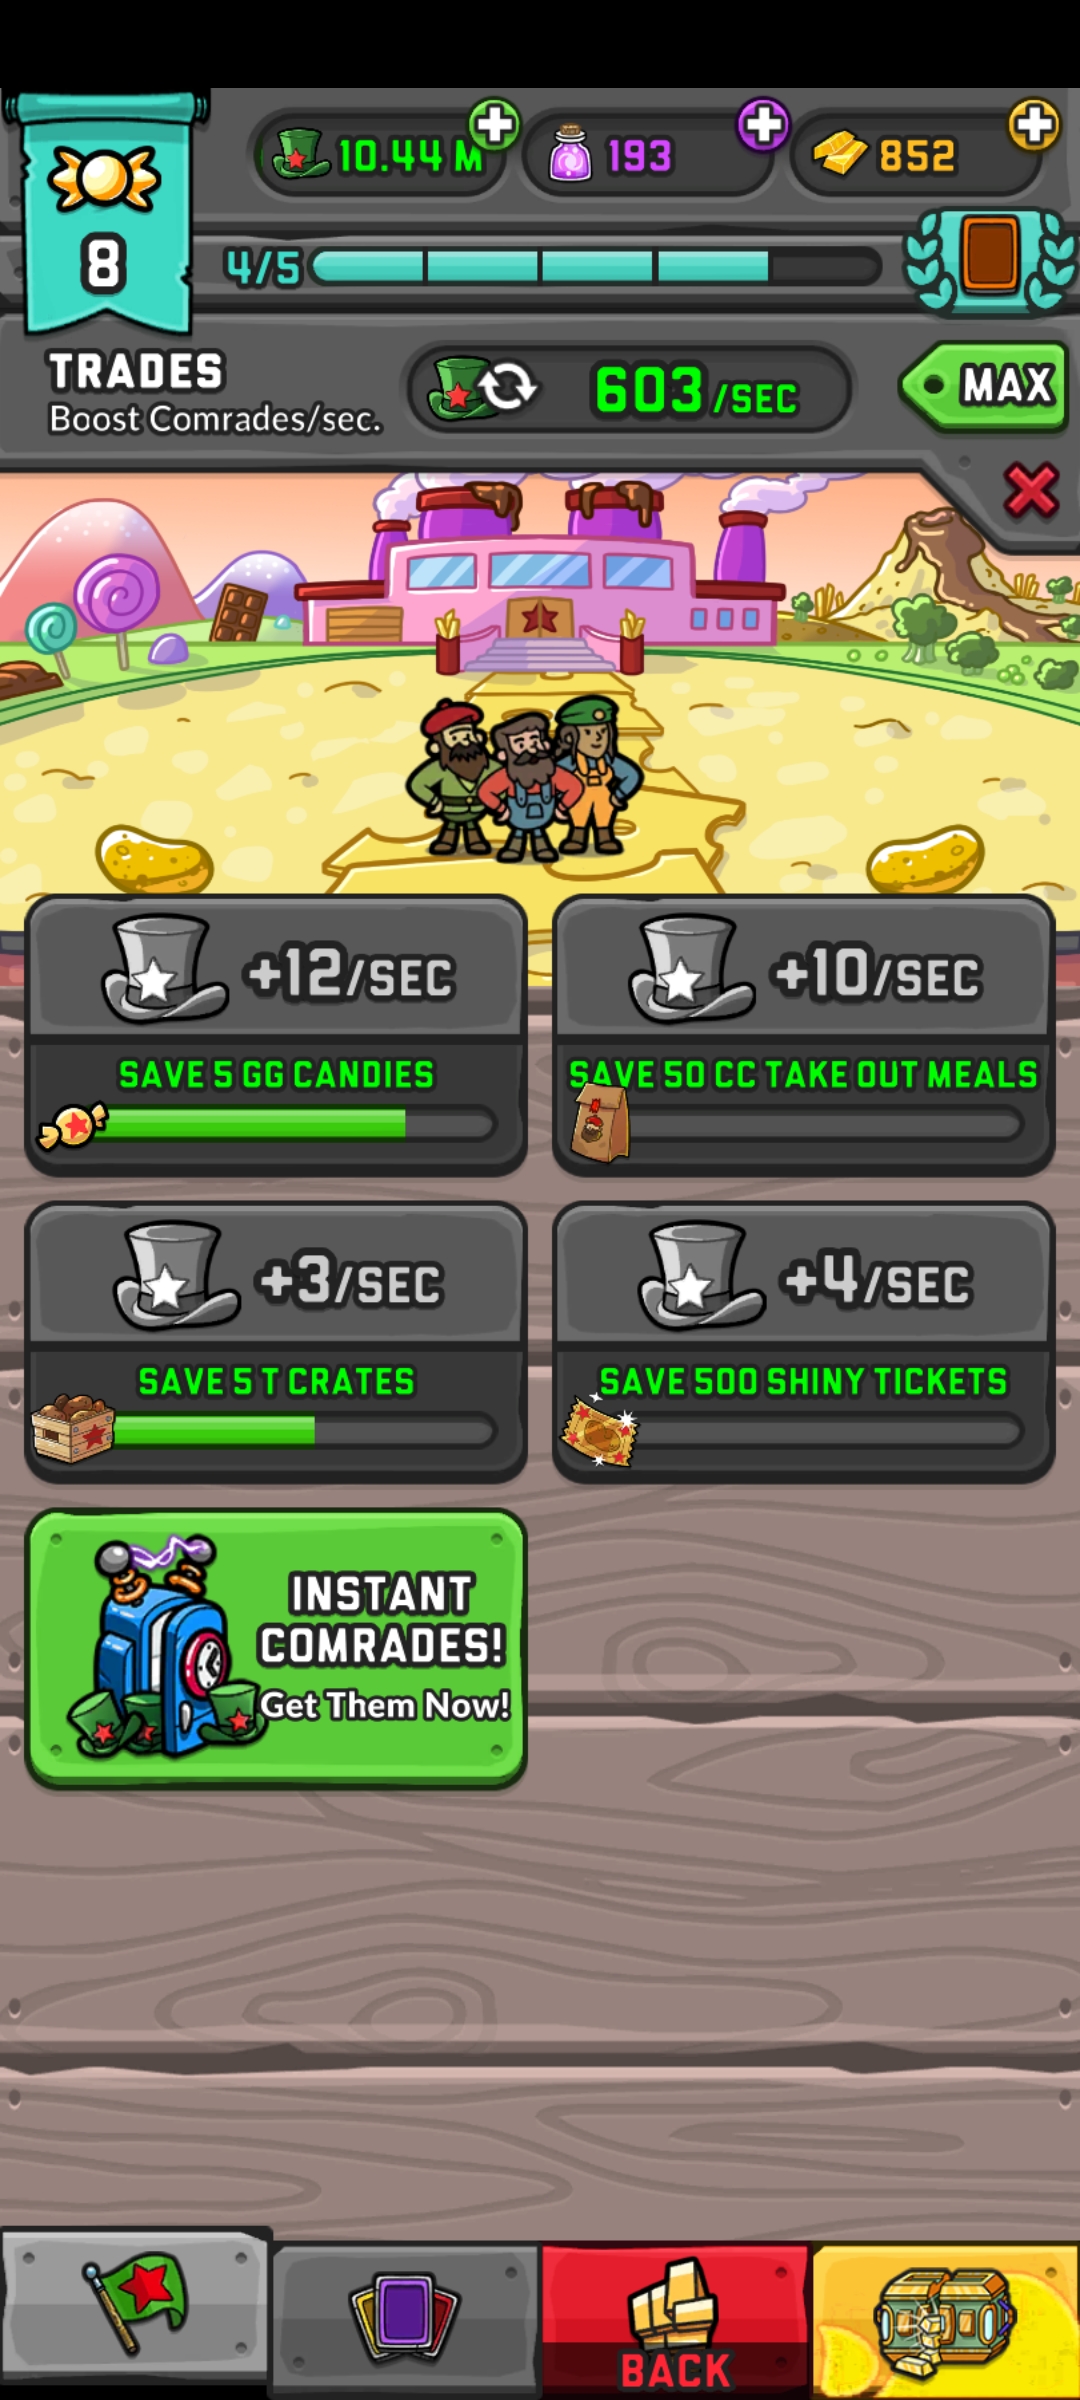 10.44 M
193
852
8
4/5
TRADES
Boost Comrades/sec.
603/SEC
MAX
+12/SEC
SAVE 5 GG CANDIES
+10/SEC
SAVE 50 CC TAKE OUT MEALS
+3/SEC
SAVE 5 T CRATES
+4/SEC
SAVE 500 SHINY TICKETS
INSTANT
COMRADES!
Get Them Now!
BACK